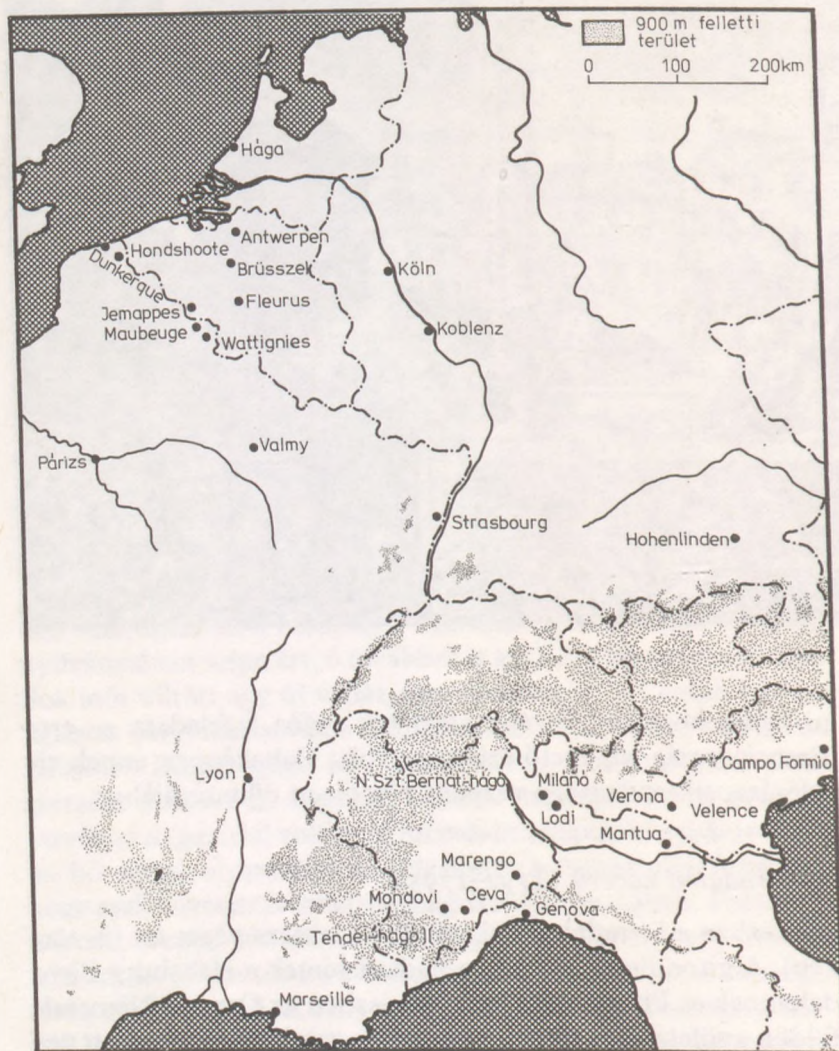 900 m felletti
terület
0 100 200km
Hága
Antwerpen
Hondshoote
Dunkerque
Brüsszel
Köln
Fleurus
Jemappes
Maubeuge
Koblenz
Wattignies
Valmy
Párizs
Strasbourg
Hohenlinden
Campo Formio
Lyon
N.Szt.Bernát-hágó
Milánó
Verona
Velence
Lodi
Mantua
Marengo
Mondovi
Ceva
Genova
Tendei-hágó
Marseille